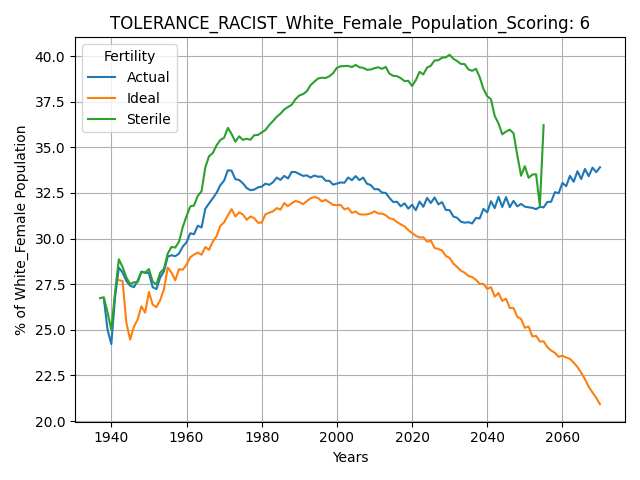 TOLERANCE_RACIST_White_Female_Population_Scoring: 6
% of White_Female Population
40.0
37.5
35.0
32.5
30.0
27.5
25.0
22.5
20.0
Fertility
Actual
Ideal
Sterile
1940 1960 1980 2000 2020 2040 2060
Years